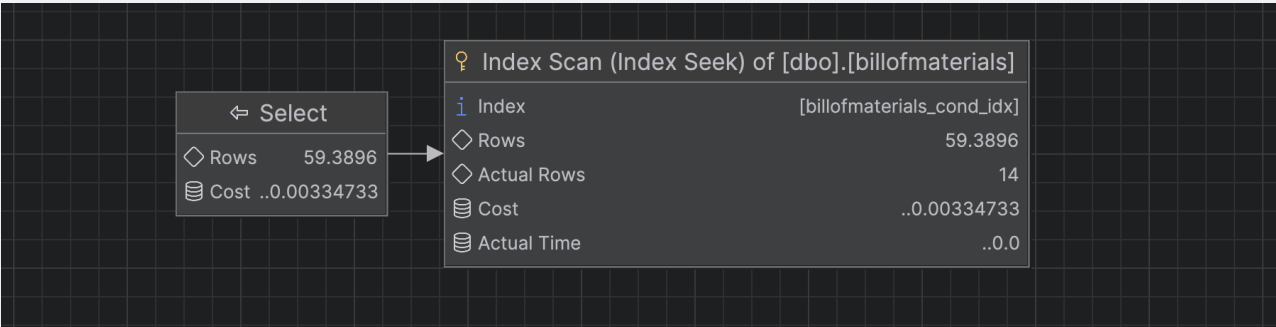 Select
Rows 59.3896
Cost ..0.00334733
Index Scan (Index Seek) of [dbo].[billofmaterials]
Index [billofmaterials_cond_idx]
Rows 59.3896
Actual Rows 14
Cost ..0.00334733
Actual Time ..0.0